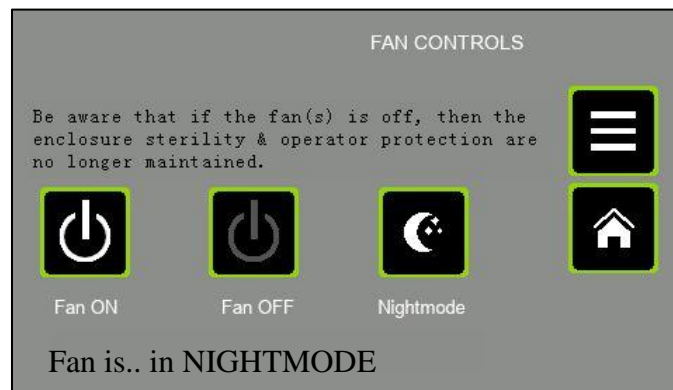 FAN CONTROLS
Be aware that if the fan(s) is off, then the
enclosure sterility & operator protection are
no longer maintained.
Fan ON
Fan OFF
Nightmode
Fan is.. in NIGHTMODE